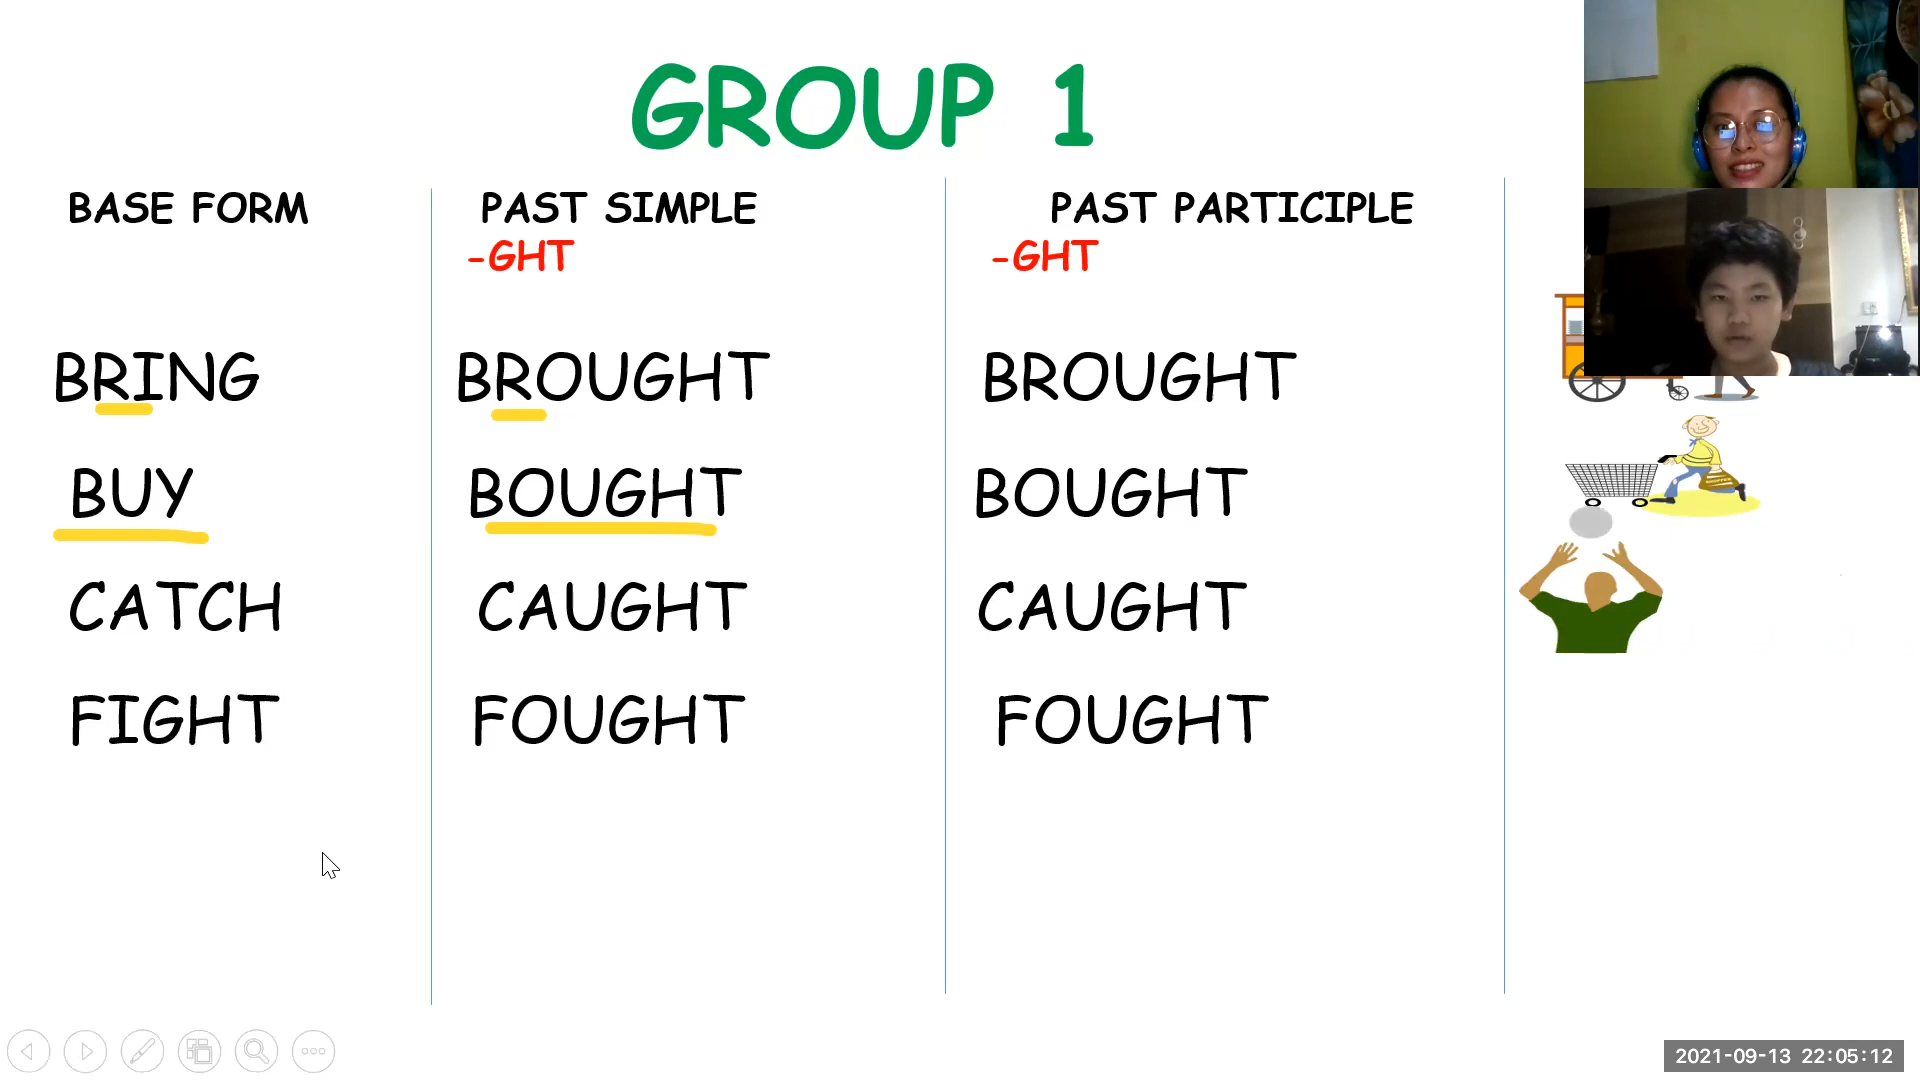 GROUP 1
BASE FORM PAST SIMPLE PAST PARTICIPLE
-GHT -GHT
BRING BROUGHT BROUGHT
BUY BOUGHT BOUGHT
CATCH CAUGHT CAUGHT
FIGHT FOUGHT FOUGHT
2021-09-13 22:05:12